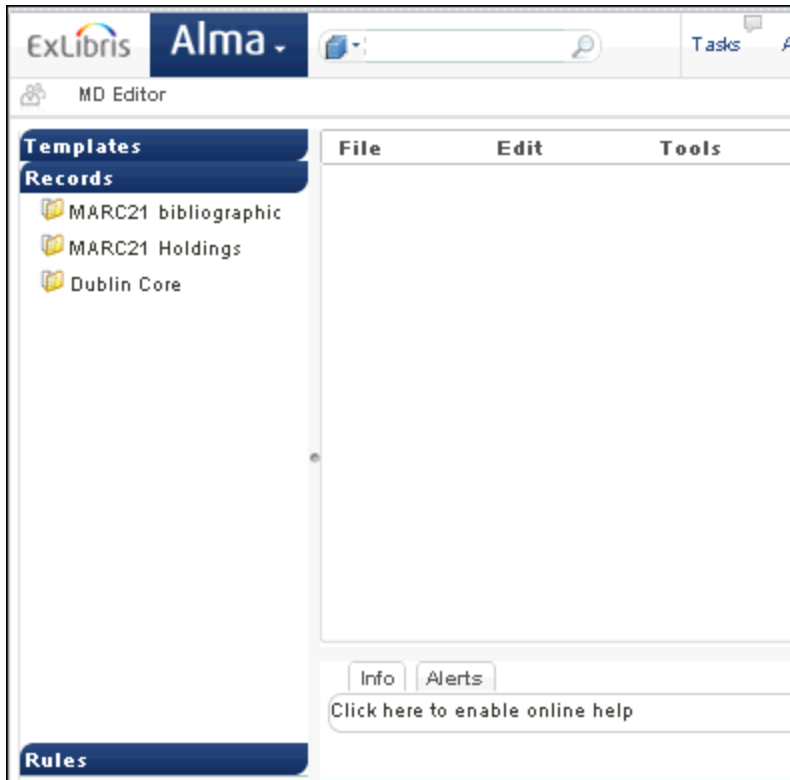 ExLibris Alma Tasks A
MD Editor
Templates
Records
MARC21 bibliographic
MARC21 Holdings
Dublin Core
File Edit Tools
Info Alerts
Click here to enable online help
Rules